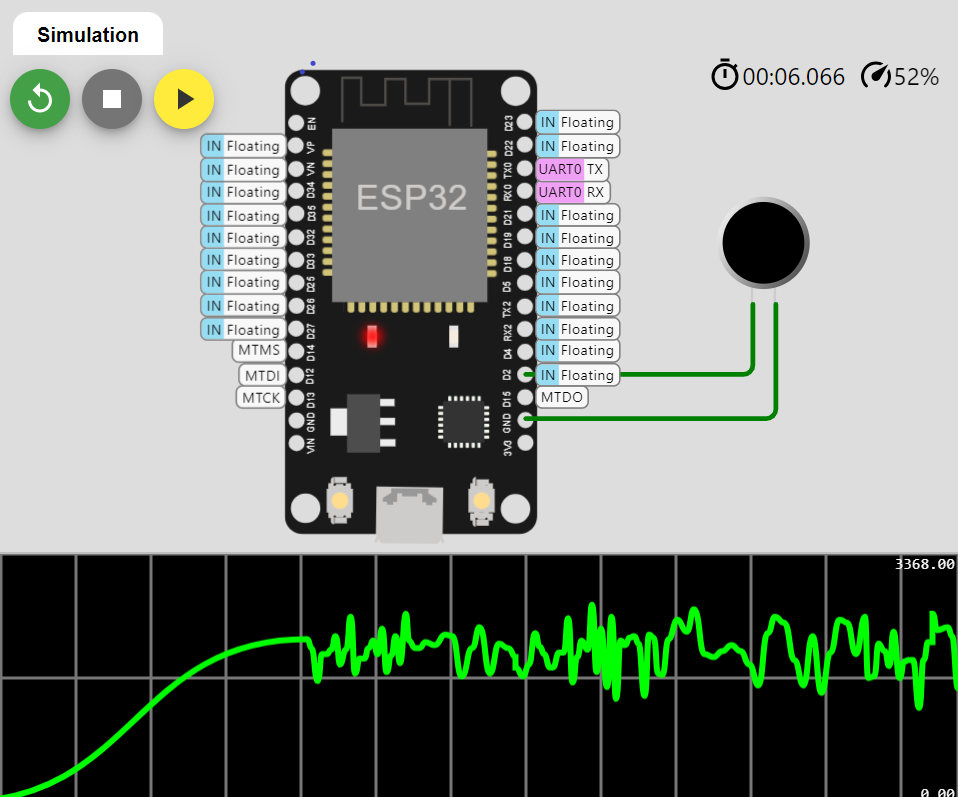 Simulation
00:06.066
52%
EN
VP
VN
D34
D35
D32
D33
D25
D26
D27
D14
D12
D13
GND
VIN
IN Floating
IN Floating
IN Floating
IN Floating
IN Floating
IN Floating
IN Floating
IN Floating
IN Floating
MTMS
MTDI
MTCK
ESP32
D23
D22
TX0
RX0
D21
D19
D18
D5
TX2
RX2
D4
D2
D15
GND
3V3
IN Floating
IN Floating
UART0 TX
UART0 RX
IN Floating
IN Floating
IN Floating
IN Floating
IN Floating
IN Floating
IN Floating
IN Floating
MTDO
3368.00
0.00